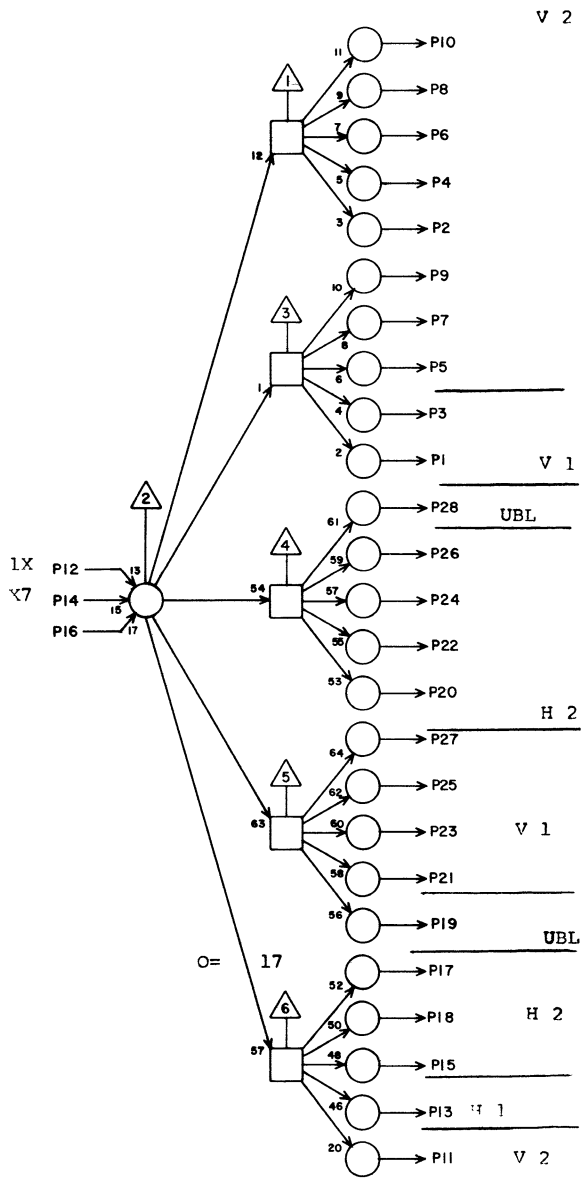 V 2
11 P10
1
9 P8
7 P6
12
5 P4
3 P2
10 P9
3
8 P7
6 P5
1
4 P3
2 P1
V 1
2
61 P28
UBL
4
59 P26
1X P12 13
54 57 P24
X7 P14 15
P16 17
55 P22
53 P20
H 2
64 P27
5
62 P25
63 60 P23 V 1
58 P21
56 P19
UBL
O= 17
52 P17
6
50 P18 H 2
57 48 P15
46 P13 H 1
20 P11 V 2